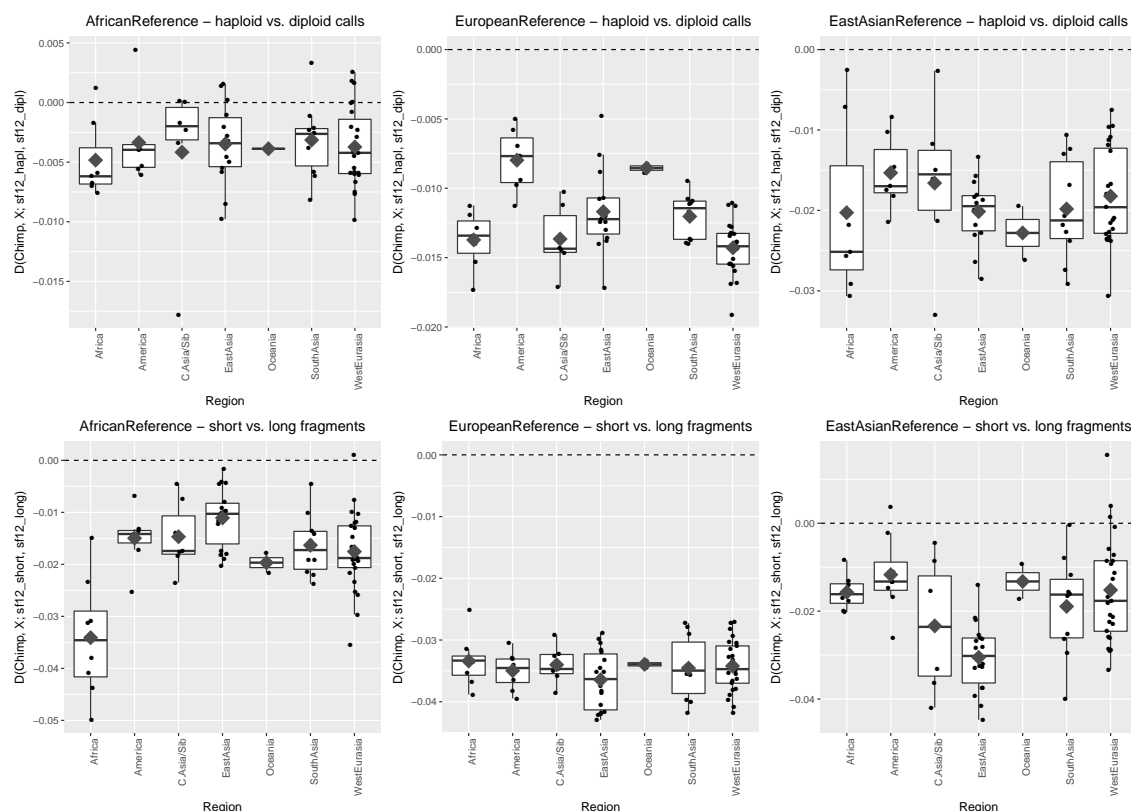 AfricanReference – haploid vs. diploid calls
D(Chimp, X; sf12_hapl, sf12_dipl)
0.005
0.000
−0.005
−0.010
−0.015
Africa
America
C.Asia/Sib
EastAsia
Oceania
SouthAsia
WestEurasia
Region
EuropeanReference – haploid vs. diploid calls
D(Chimp, X; sf12_hapl, sf12_dipl)
−0.000
−0.005
−0.010
−0.015
−0.020
Africa
America
C.Asia/Sib
EastAsia
Oceania
SouthAsia
WestEurasia
Region
EastAsianReference – haploid vs. diploid calls
D(Chimp, X; sf12_hapl, sf12_dipl)
−0.00
−0.01
−0.02
−0.03
Africa
America
C.Asia/Sib
EastAsia
Oceania
SouthAsia
WestEurasia
Region
AfricanReference – short vs. long fragments
D(Chimp, X; sf12_short, sf12_long)
0.00
−0.01
−0.02
−0.03
−0.04
−0.05
Africa
America
C.Asia/Sib
EastAsia
Oceania
SouthAsia
WestEurasia
Region
EuropeanReference – short vs. long fragments
D(Chimp, X; sf12_short, sf12_long)
0.00
−0.01
−0.02
−0.03
−0.04
Africa
America
C.Asia/Sib
EastAsia
Oceania
SouthAsia
WestEurasia
Region
EastAsianReference – short vs. long fragments
D(Chimp, X; sf12_short, sf12_long)
0.00
−0.02
−0.04
Africa
America
C.Asia/Sib
EastAsia
Oceania
SouthAsia
WestEurasia
Region